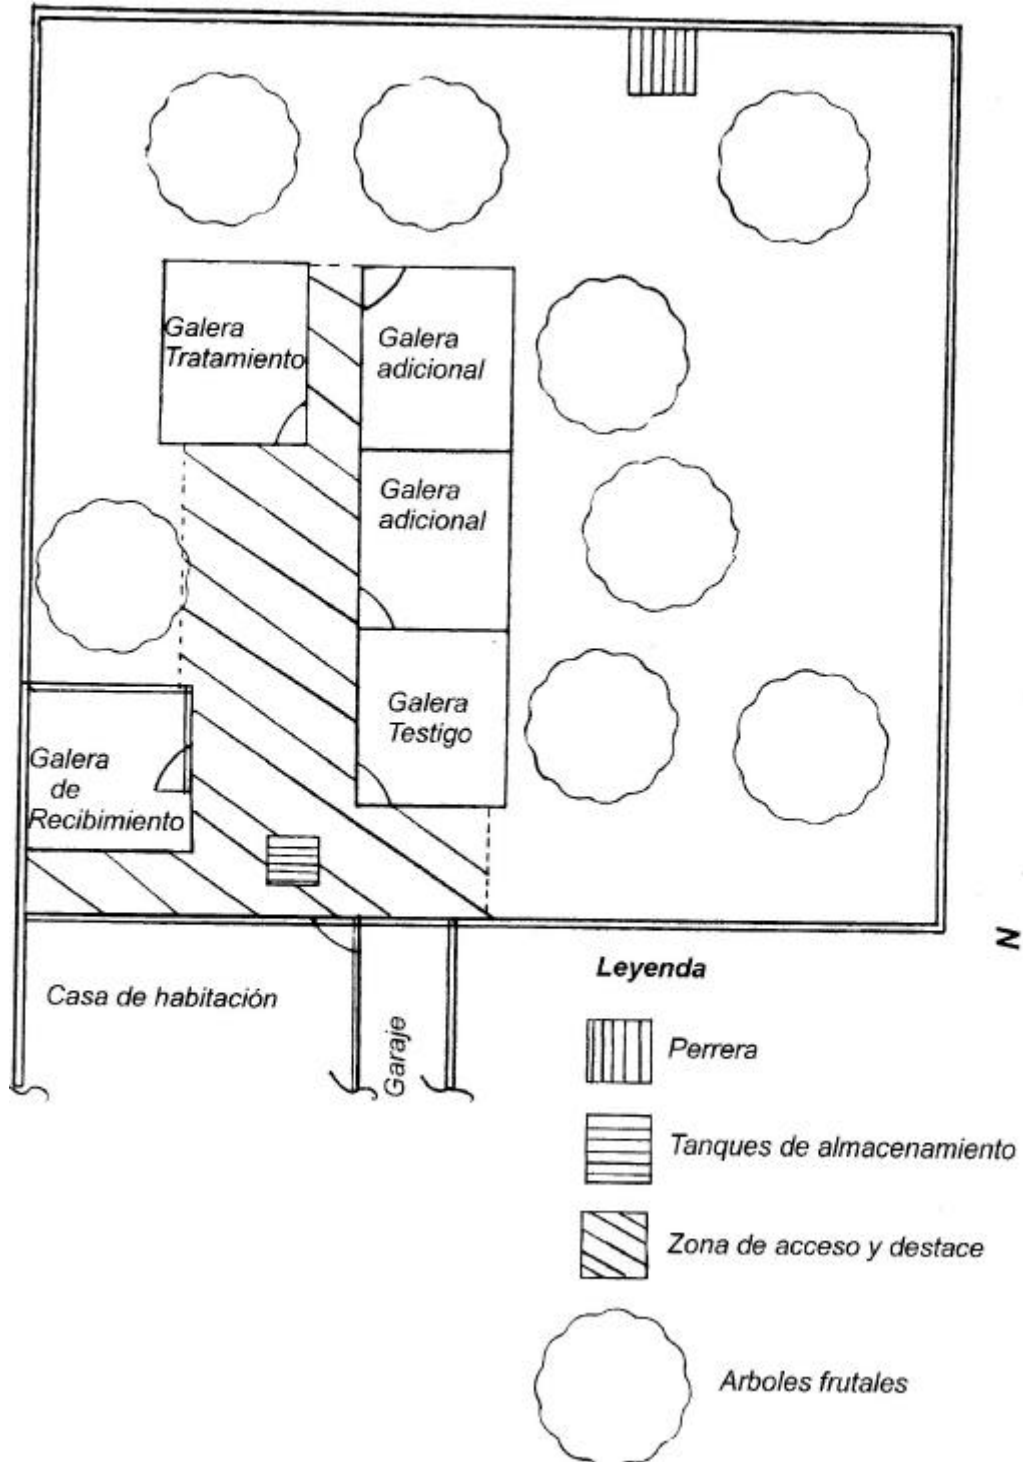 Galera
Tratamiento
Galera
adicional
Galera
adicional
Galera
Testigo
Galera
de
Recibimiento
N
Leyenda
Casa de habitación
Garaje
Perrera
Tanques de almacenamiento
Zona de acceso y destace
Arboles frutales